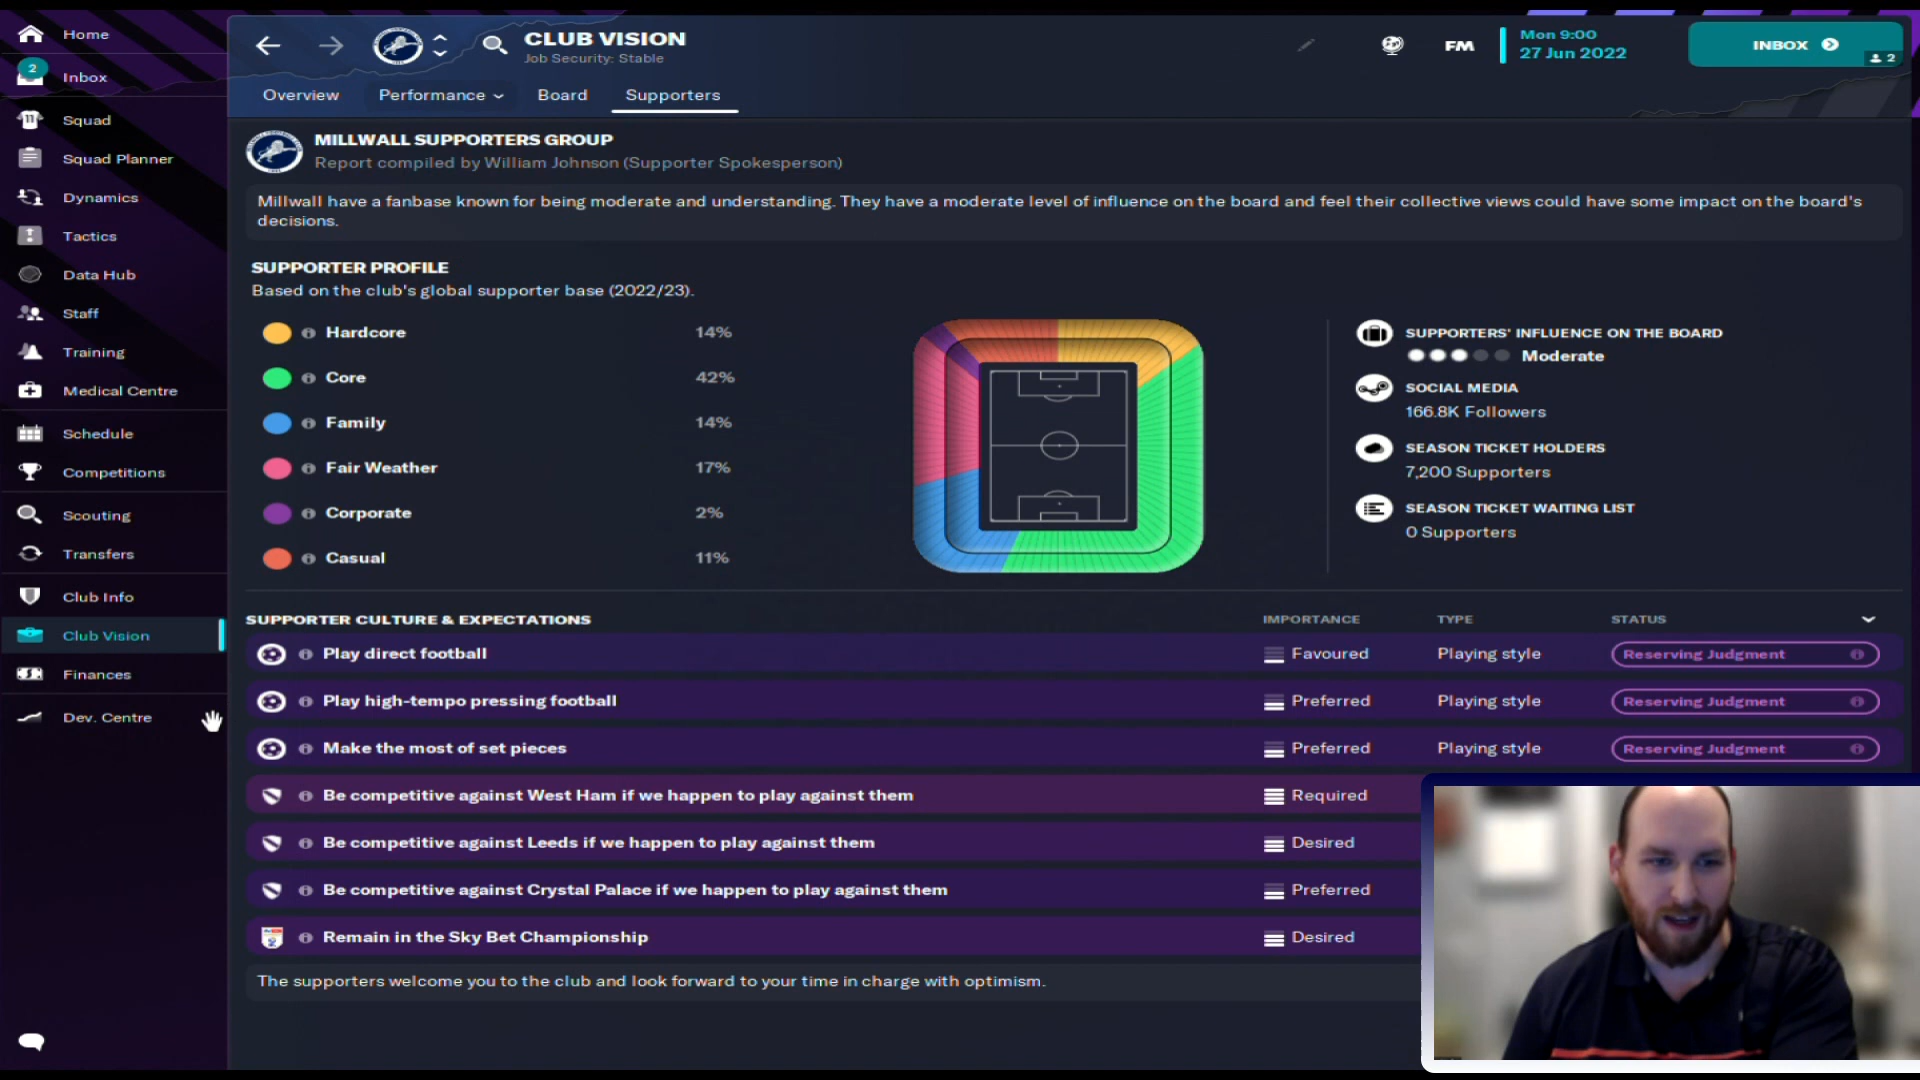 Home
2
Inbox
Squad
Squad Planner
Dynamics
Tactics
Data Hub
Staff
Training
Medical Centre
Schedule
Competitions
Scouting
Transfers
Club Info
Club Vision
Finances
Dev. Centre
CLUB VISION
Job Security: Stable
FM
Mon 9:00
27 Jun 2022
INBOX
2
Overview
Performance
Board
Supporters
MILLWALL SUPPORTERS GROUP
Report compiled by William Johnson (Supporter Spokesperson)
Millwall have a fanbase known for being moderate and understanding. They have a moderate level of influence on the board and feel their collective views could have some impact on the board's
decisions.
SUPPORTER PROFILE
Based on the club's global supporter base (2022/23).
Hardcore 14%
Core 42%
Family 14%
Fair Weather 17%
Corporate 2%
Casual 11%
SUPPORTERS' INFLUENCE ON THE BOARD
Moderate
SOCIAL MEDIA
166.8K Followers
SEASON TICKET HOLDERS
7,200 Supporters
SEASON TICKET WAITING LIST
0 Supporters
SUPPORTER CULTURE & EXPECTATIONS IMPORTANCE TYPE STATUS
Play direct football Favoured Playing style Reserving Judgment
Play high-tempo pressing football Preferred Playing style Reserving Judgment
Make the most of set pieces Preferred Playing style Reserving Judgment
Be competitive against West Ham if we happen to play against them Required
Be competitive against Leeds if we happen to play against them Desired
Be competitive against Crystal Palace if we happen to play against them Preferred
Remain in the Sky Bet Championship Desired
The supporters welcome you to the club and look forward to your time in charge with optimism.